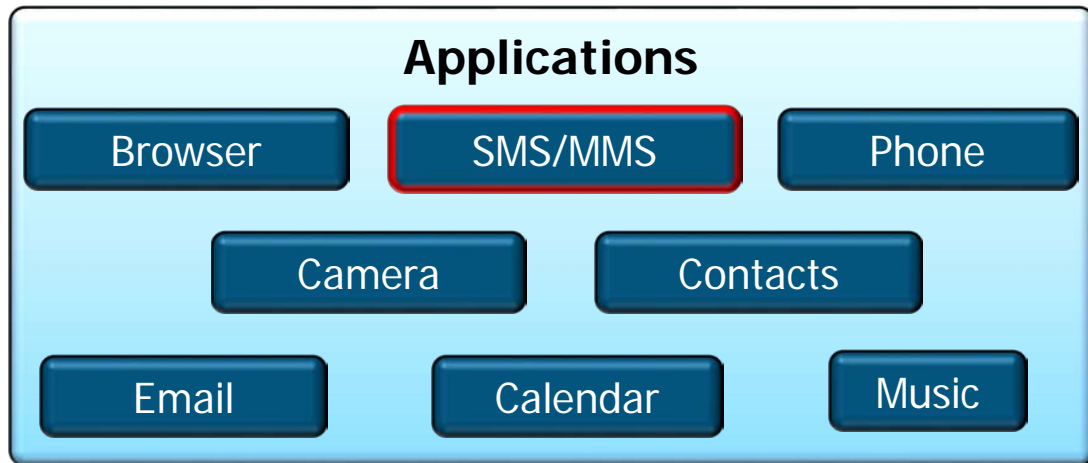 Applications
Browser SMS/MMS Phone
Camera Contacts
Email Calendar Music